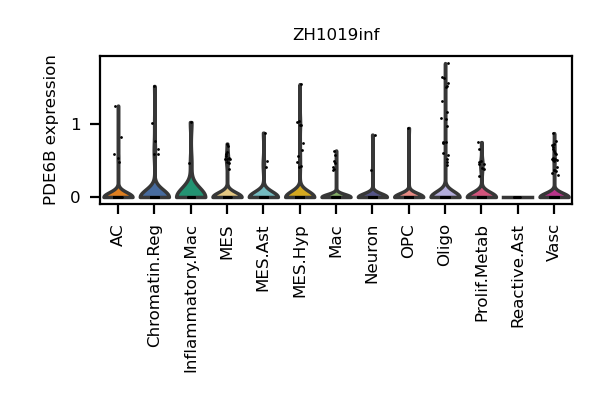 ZH1019inf
PDE6B expression
1
0
AC
Chromatin.Reg
Inflammatory.Mac
MES
MES.Ast
MES.Hyp
Mac
Neuron
OPC
Oligo
Prolif.Metab
Reactive.Ast
Vasc